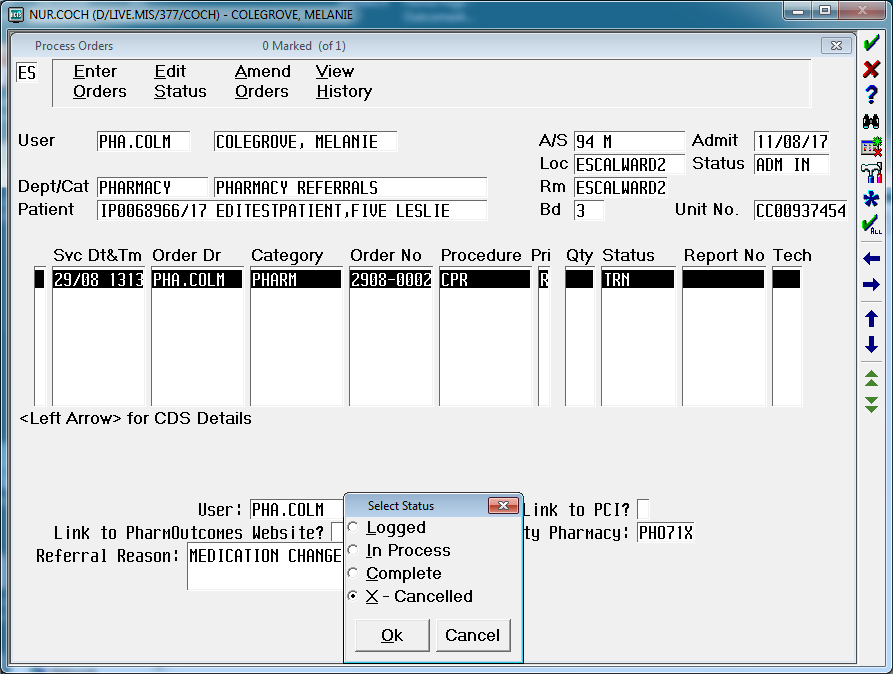 NUR.COCH (D/LIVE.MIS/377/COCH) - COLEGROVE, MELANIE
Process Orders 0 Marked (of 1)
ES Enter Orders Edit Status Amend Orders View History
User PHA.COLM COLEGROVE, MELANIE A/S 94 M Admit 11/08/17
Loc ESCALWARD2 Status ADM IN
Dept/Cat PHARMACY PHARMACY REFERRALS Rm ESCALWARD2
Patient IP0068966/17 EDITESTPATIENT,FIVE LESLIE Bd 3 Unit No. CC00937454
Svc Dt&Tm Order Dr Category Order No Procedure Pri Qty Status Report No Tech
29/08 1313 PHA.COLM PHARM 2908-0002 CPR R TRN
<Left Arrow> for CDS Details
User: PHA.COLM Link to PCI?
Link to PharmOutcomes Website? ty Pharmacy: PH071X
Referral Reason: MEDICATION CHANGE
Select Status
Logged
In Process
Complete
X - Cancelled
Ok Cancel
ALL